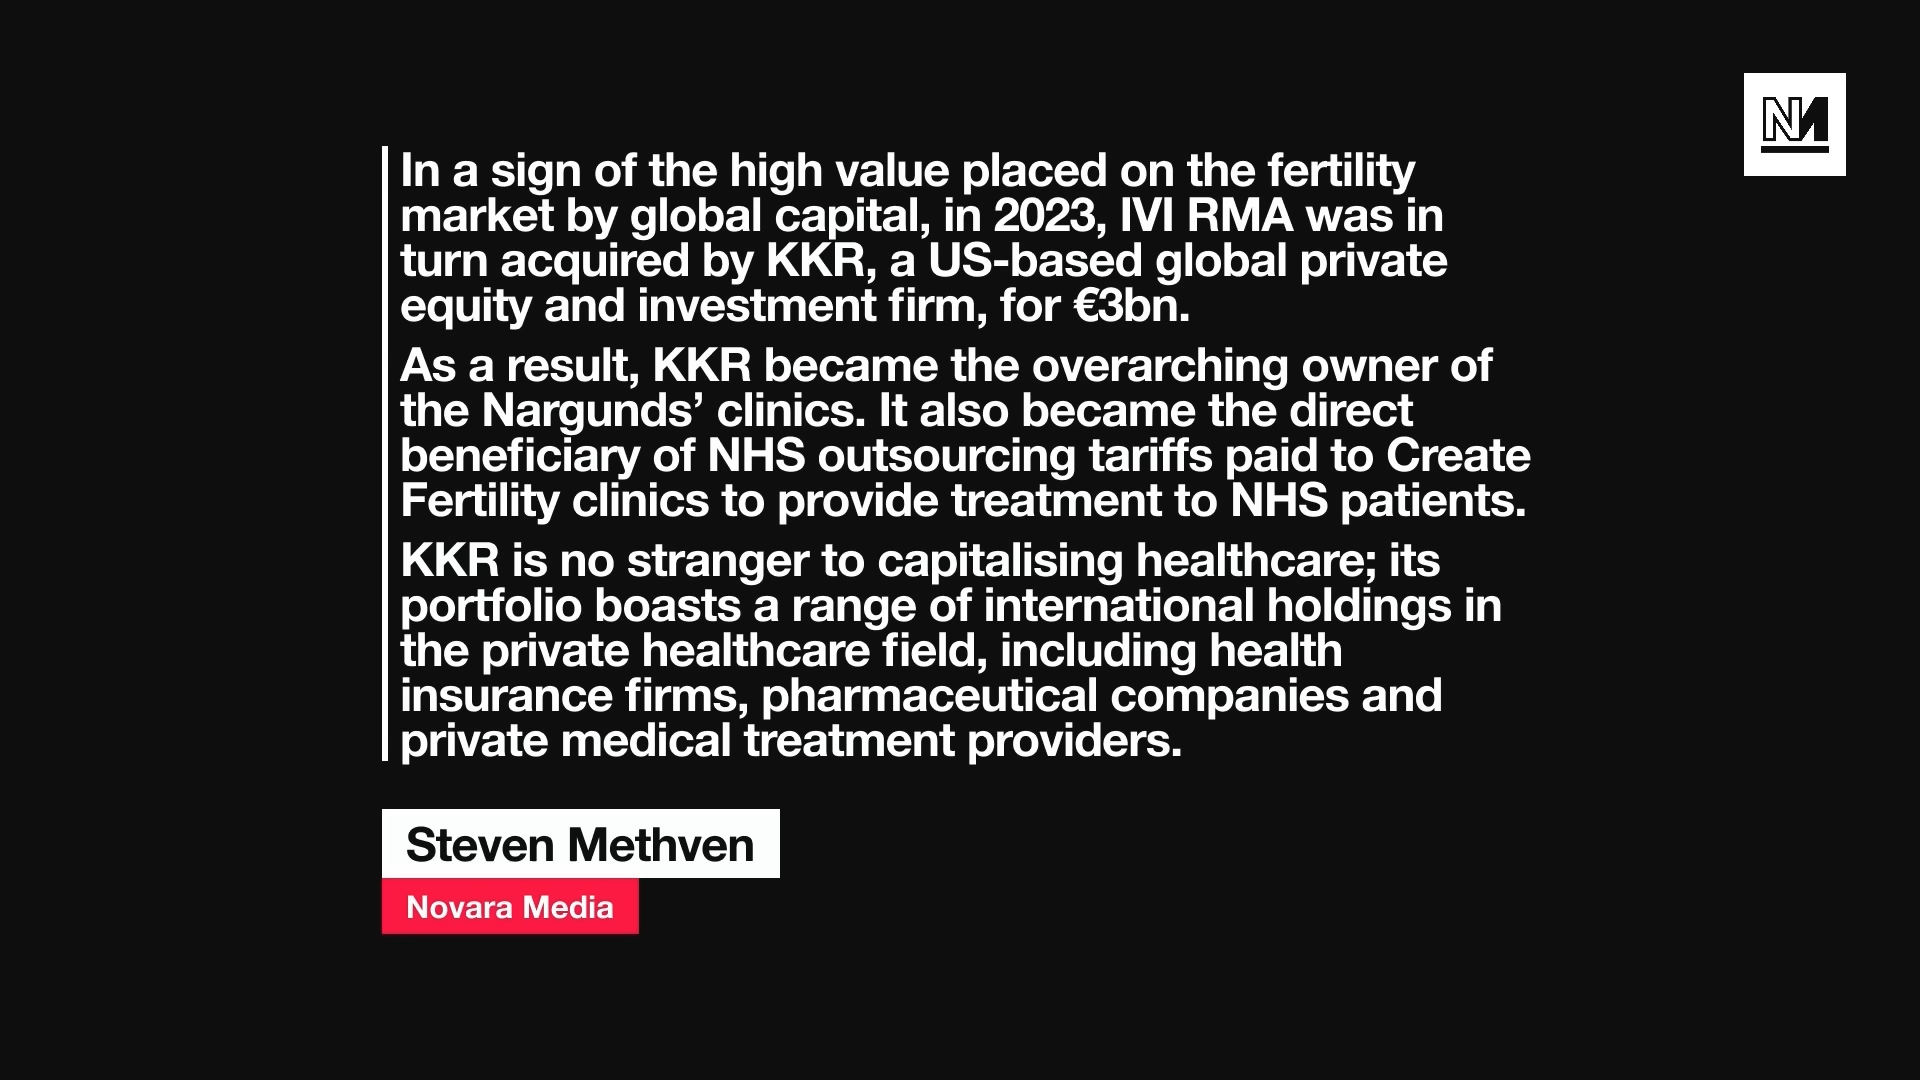 In a sign of the high value placed on the fertility
market by global capital, in 2023, IVI RMA was in
turn acquired by KKR, a US-based global private
equity and investment firm, for €3bn.
As a result, KKR became the overarching owner of
the Nargunds’ clinics. It also became the direct
beneficiary of NHS outsourcing tariffs paid to Create
Fertility clinics to provide treatment to NHS patients.
KKR is no stranger to capitalising healthcare; its
portfolio boasts a range of international holdings in
the private healthcare field, including health
insurance firms, pharmaceutical companies and
private medical treatment providers.
Steven Methven
Novara Media
NM